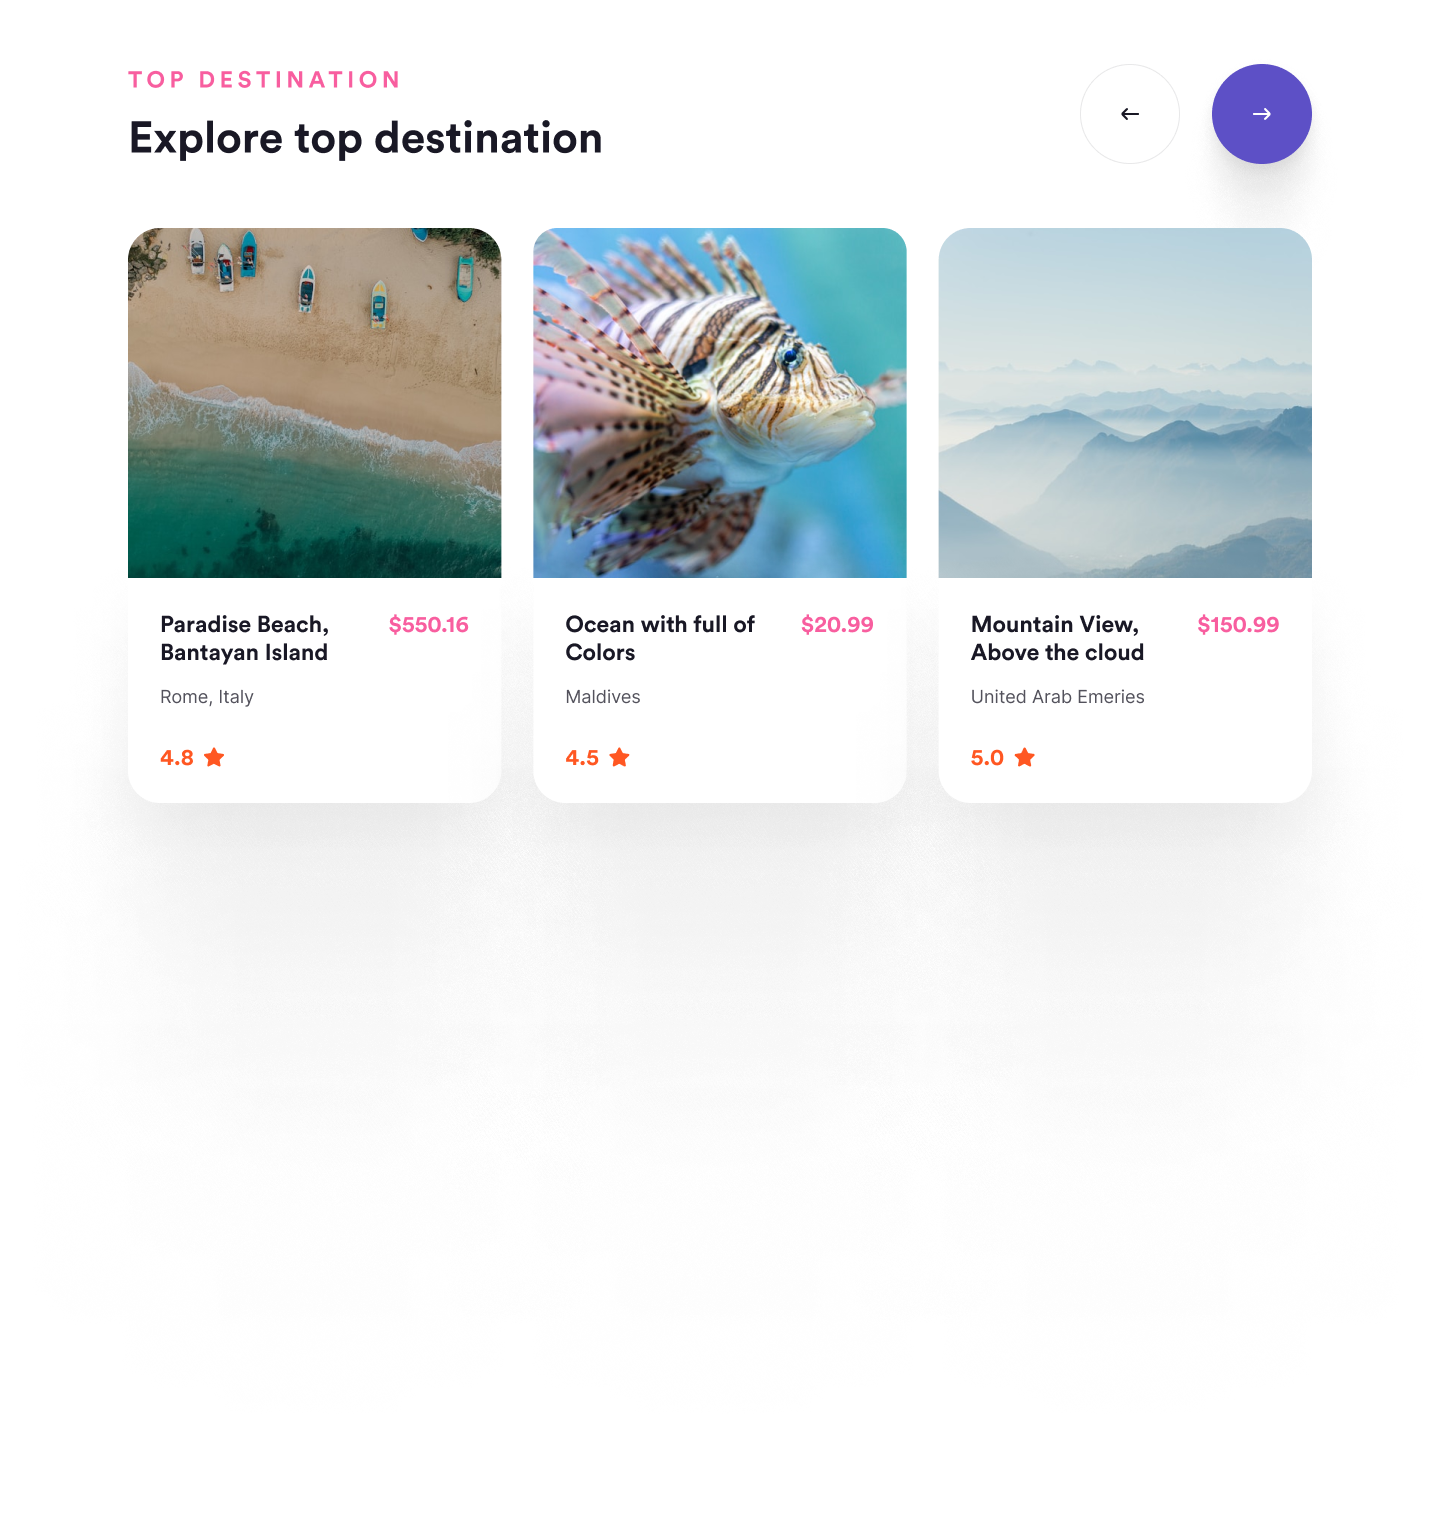 TOP DESTINATION
Explore top destination
Paradise Beach, $550.16
Bantayan Island
Rome, Italy
4.8
Ocean with full of $20.99
Colors
Maldives
4.5
Mountain View, $150.99
Above the cloud
United Arab Emeries
5.0